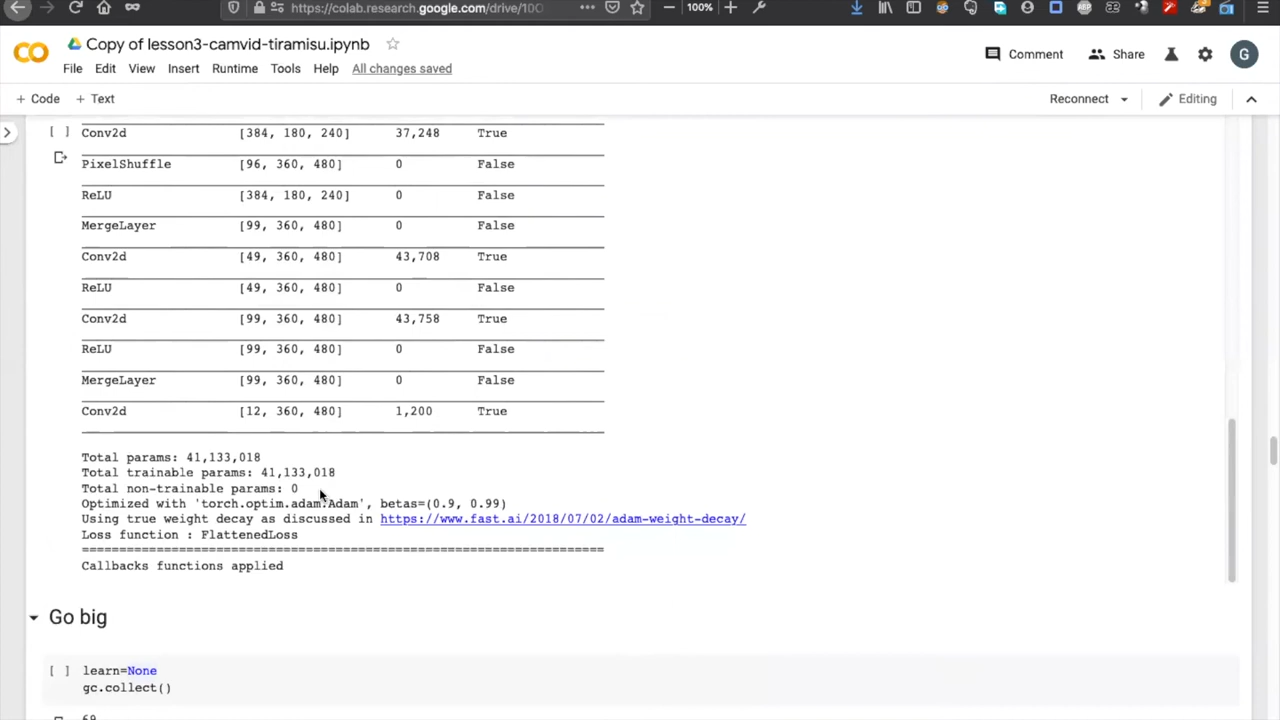 https://colab.research.google.com/drive/10
100%
Copy of lesson3-camvid-tiramisu.ipynb
Comment
Share
G
File Edit View Insert Runtime Tools Help All changes saved
+ Code + Text
Reconnect
Editing
[ ] Conv2d [384, 180, 240] 37,248 True
PixelShuffle [96, 360, 480] 0 False
ReLU [384, 180, 240] 0 False
MergeLayer [99, 360, 480] 0 False
Conv2d [49, 360, 480] 43,708 True
ReLU [49, 360, 480] 0 False
Conv2d [99, 360, 480] 43,758 True
ReLU [99, 360, 480] 0 False
MergeLayer [99, 360, 480] 0 False
Conv2d [12, 360, 480] 1,200 True
Total params: 41,133,018
Total trainable params: 41,133,018
Total non-trainable params: 0
Optimized with 'torch.optim.adam.Adam', betas=(0.9, 0.99)
Using true weight decay as discussed in https://www.fast.ai/2018/07/02/adam-weight-decay/
Loss function : FlattenedLoss
======================================================================
Callbacks functions applied
Go big
[ ] learn=None
gc.collect()
69